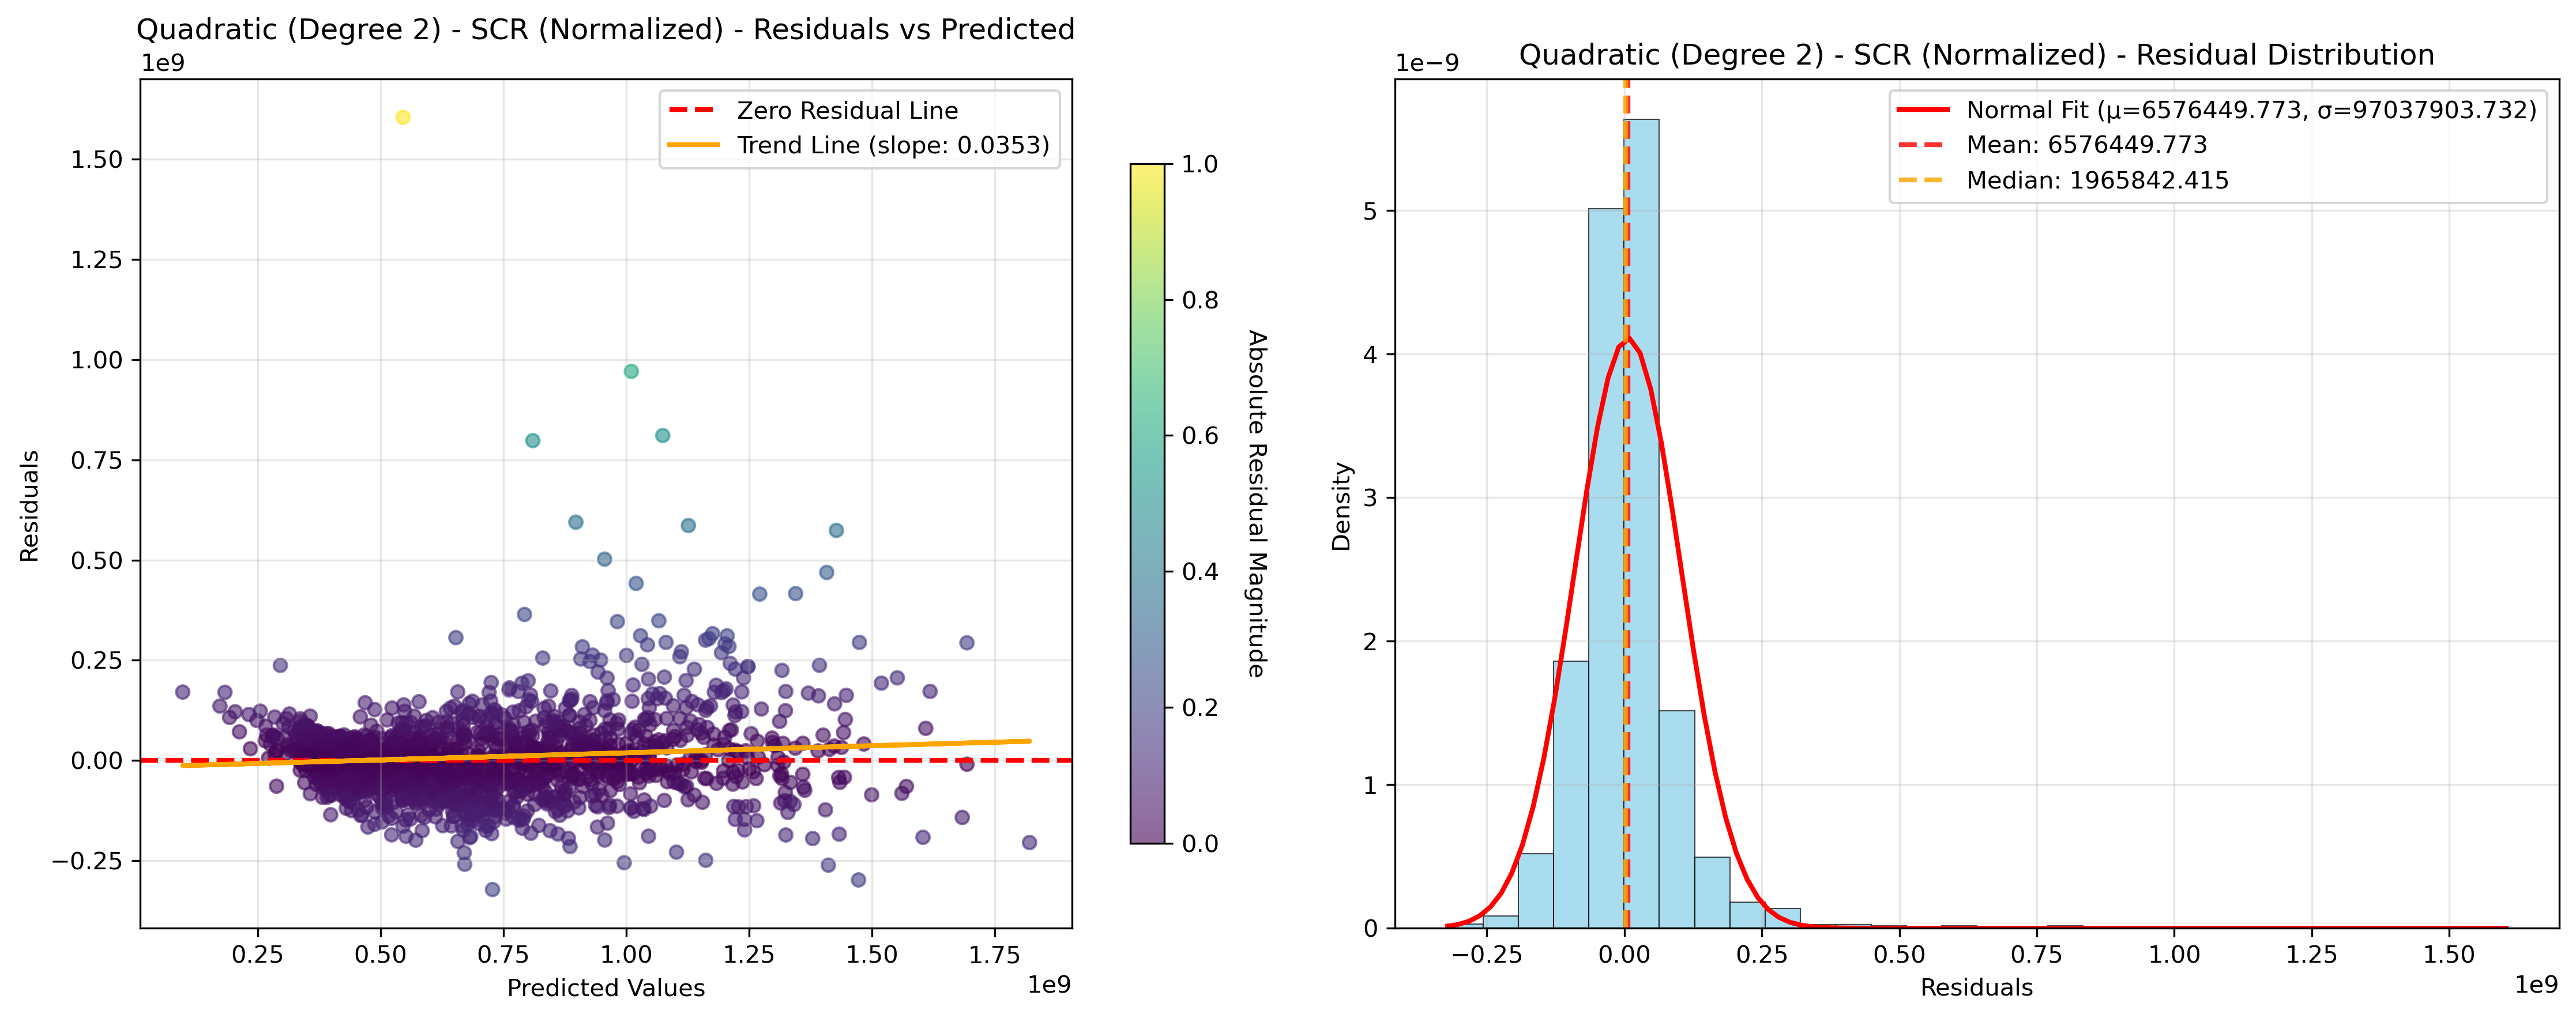 Quadratic (Degree 2) - SCR (Normalized) - Residuals vs Predicted
1e9
Zero Residual Line
Trend Line (slope: 0.0353)
1.50
1.25
1.00
0.75
0.50
0.25
0.00
−0.25
Residuals
0.25
0.50
0.75
1.00
1.25
1.50
1.75
Predicted Values
1e9
1.0
0.8
0.6
0.4
0.2
0.0
Absolute Residual Magnitude
Quadratic (Degree 2) - SCR (Normalized) - Residual Distribution
1e−9
Normal Fit (μ=6576449.773, σ=97037903.732)
Mean: 6576449.773
Median: 1965842.415
5
4
3
2
1
0
Density
−0.25
0.00
0.25
0.50
0.75
1.00
1.25
1.50
Residuals
1e9